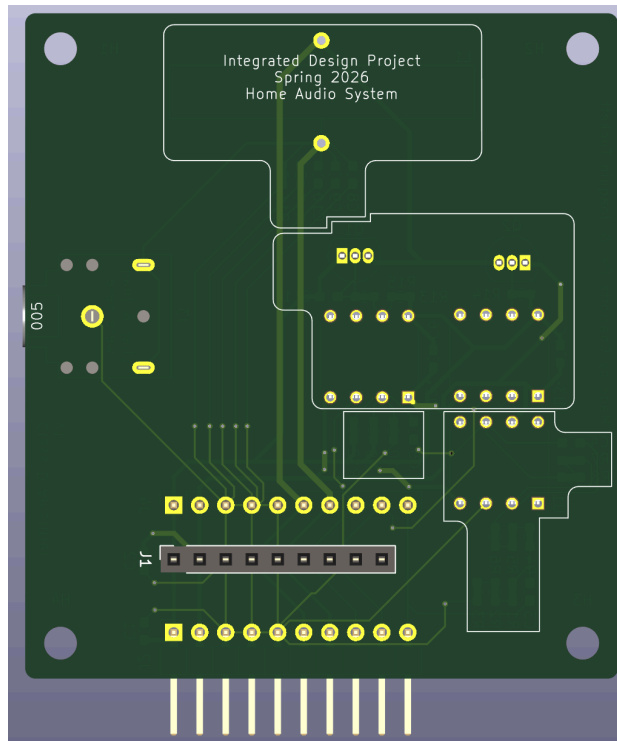 Integrated Design Project
Spring 2026
Home Audio System
005
J1